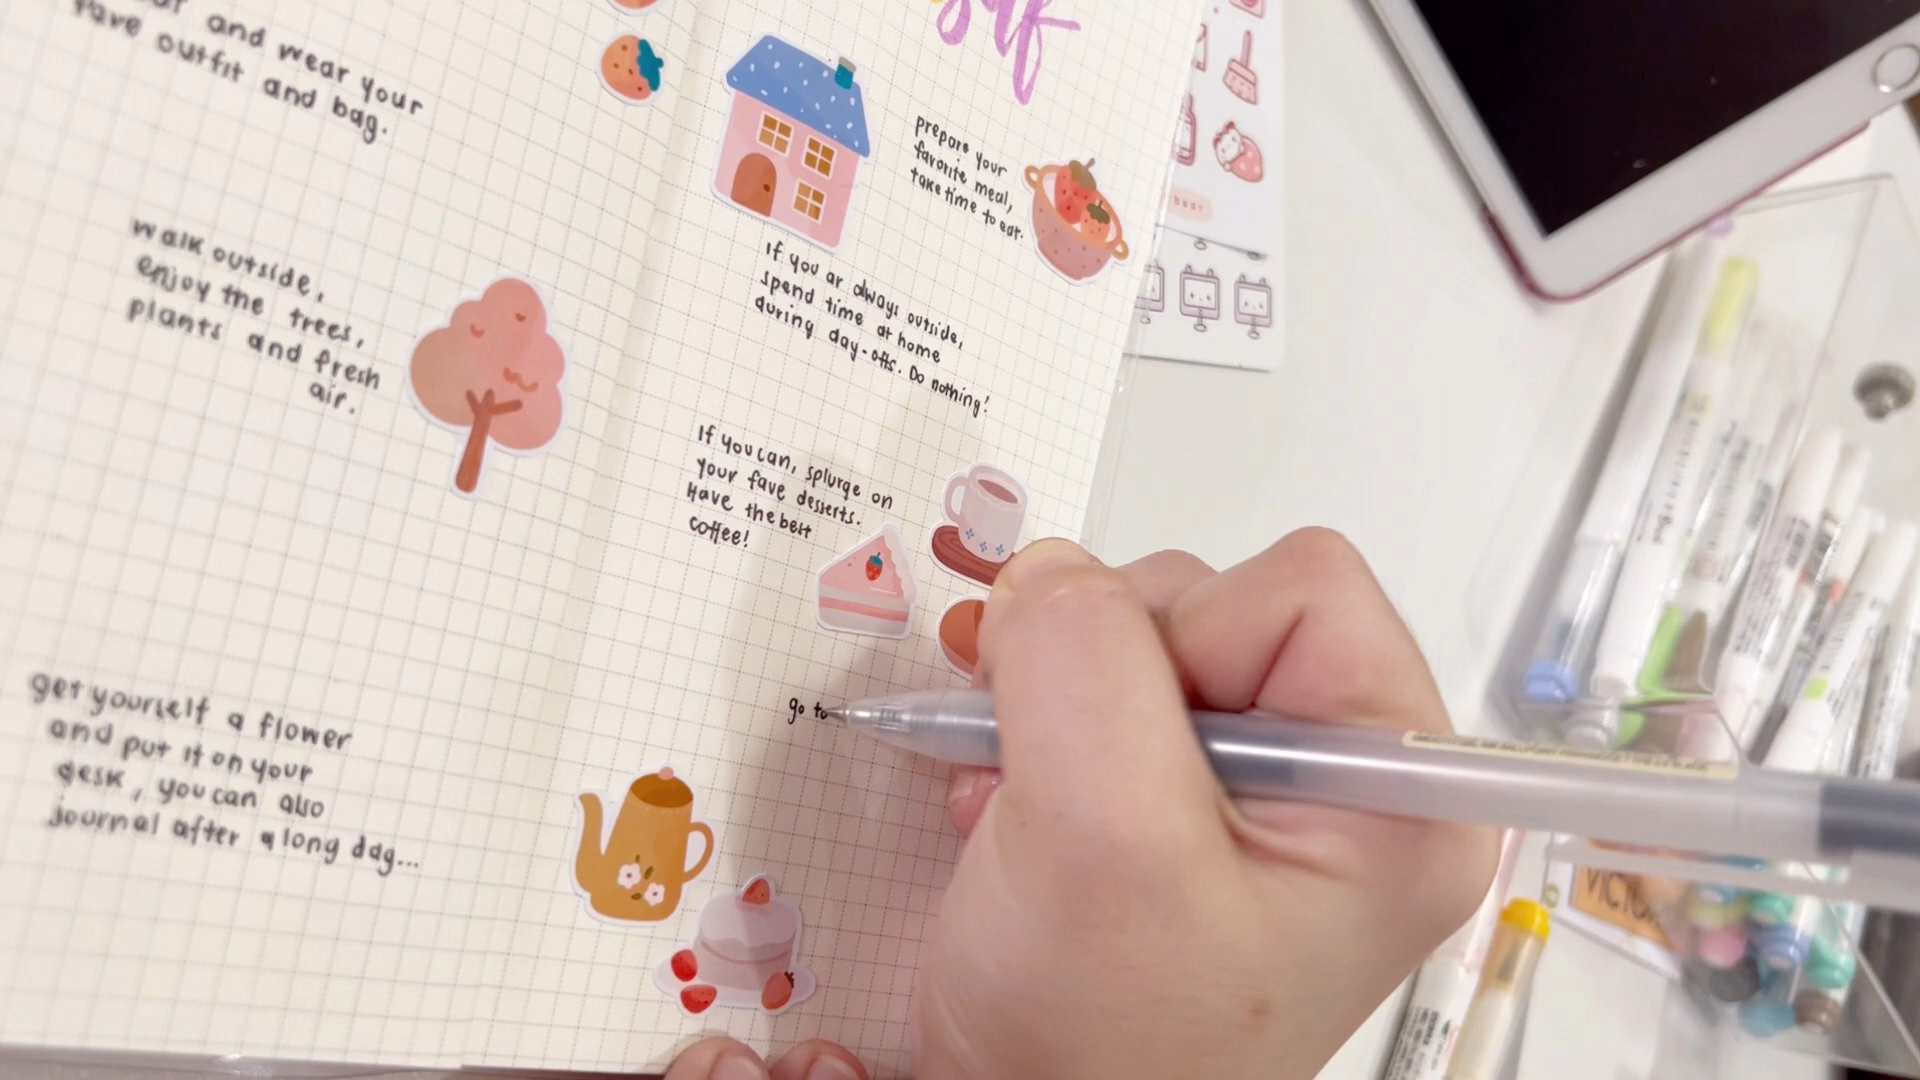 and wear your
fave outfit and bag.
walk outside,
enjoy the trees,
plants and fresh
air.
get yourself a flower
and put it on your
desk, you can also
journal after a long day...
self
prepare your
favorite meal,
take time to eat.
If you ar always outside,
spend time at home
during day-offs. Do nothing!
If you can, splurge on
your fave desserts.
Have the best
coffee!
go to
bear
VICTO